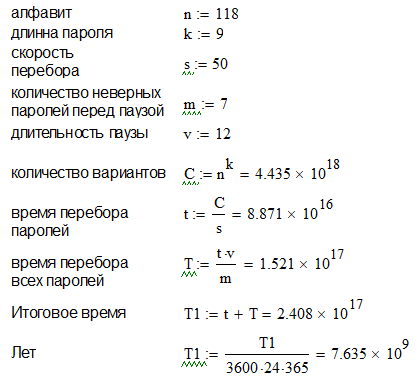 алфавит n := 118
длинна пароля k := 9
скорость
перебора s := 50
количество неверных
паролей перед паузой m := 7
длительность паузы v := 12
количество вариантов C := n^k = 4.435 × 10^18
время перебора
паролей t := C/s = 8.871 × 10^16
время перебора
всех паролей T := t·v/m = 1.521 × 10^17
Итоговое время T1 := t + T = 2.408 × 10^17
Лет T1 := T1/3600·24·365 = 7.635 × 10^9